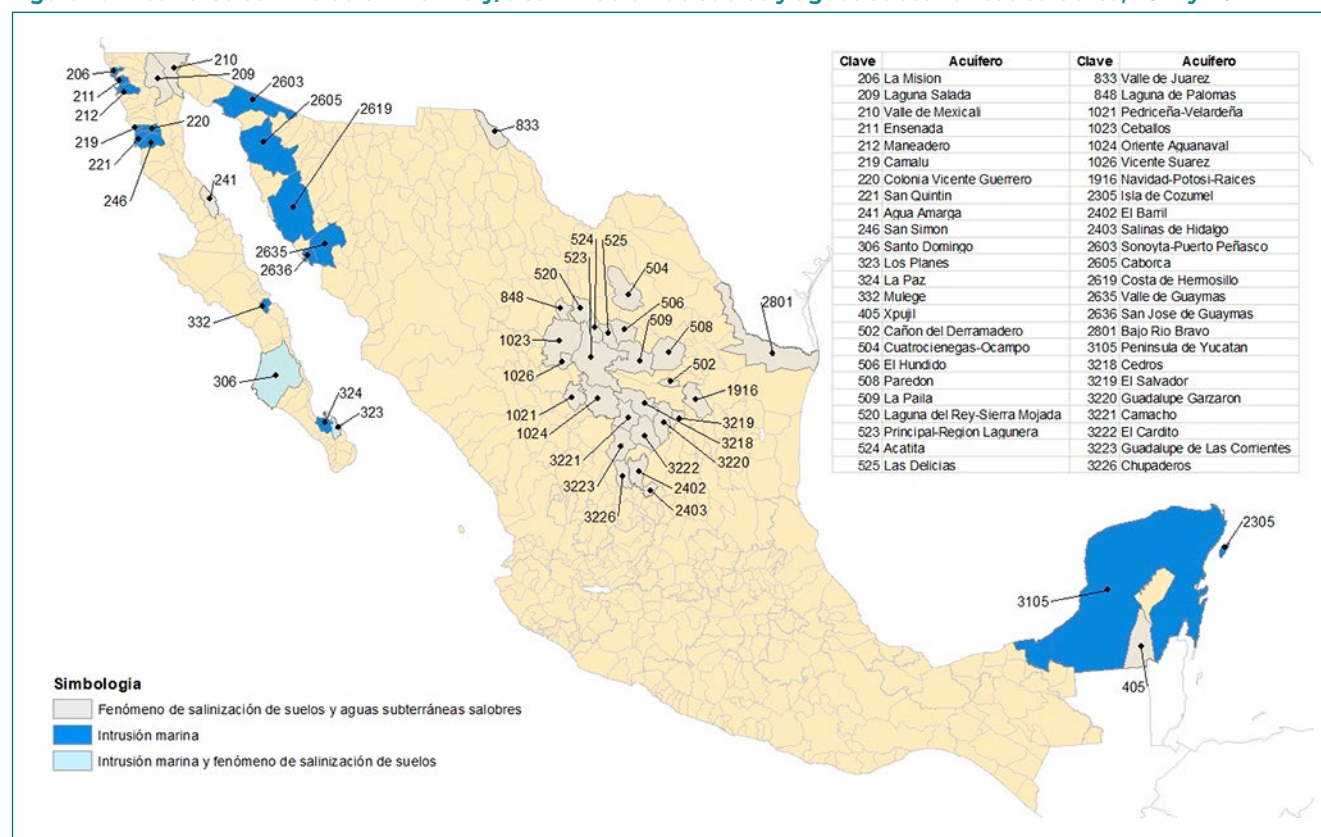 Clave Acuífero Clave Acuífero
206 La Mision 833 Valle de Juarez
209 Laguna Salada 848 Laguna de Palomas
210 Valle de Mexicali 1021 Pedriceña-Velardeña
211 Ensenada 1023 Ceballos
212 Maneadero 1024 Oriente Aguanaval
219 Camalu 1026 Vicente Suarez
220 Colonia Vicente Guerrero 1916 Navidad-Potosi-Raices
221 San Quintin 2305 Isla de Cozumel
241 Agua Amarga 2402 El Barril
246 San Simon 2403 Salinas de Hidalgo
306 Santo Domingo 2603 Sonoyta-Puerto Peñasco
323 Los Planes 2605 Caborca
324 La Paz 2619 Costa de Hermosillo
332 Mulege 2635 Valle de Guaymas
405 Xpujil 2636 San Jose de Guaymas
502 Cañon del Derramadero 2801 Bajo Rio Bravo
504 Cuatrocienegas-Ocampo 3105 Peninsula de Yucatan
506 El Hundido 3218 Cedros
508 Paredon 3219 El Salvador
509 La Paila 3220 Guadalupe Garzaron
520 Laguna del Rey-Sierra Mojada 3221 Camacho
523 Principal-Region Lagunera 3222 El Cardito
524 Acatita 3223 Guadalupe de Las Corrientes
525 Las Delicias 3226 Chupaderos
210
206
209
2603
211
2605
212
2619
220
833
219
221
241
246
524
525
2635
523
504
2636
520
2801
848
506
332
509
508
1023
502
306
1026
1916
324
1021
323
3219
1024
3218
3221
3222
3220
3223
2402
3226
2403
2305
3105
405
Simbología
Fenómeno de salinización de suelos y aguas subterráneas salobres
Intrusión marina
Intrusión marina y fenómeno de salinización de suelos